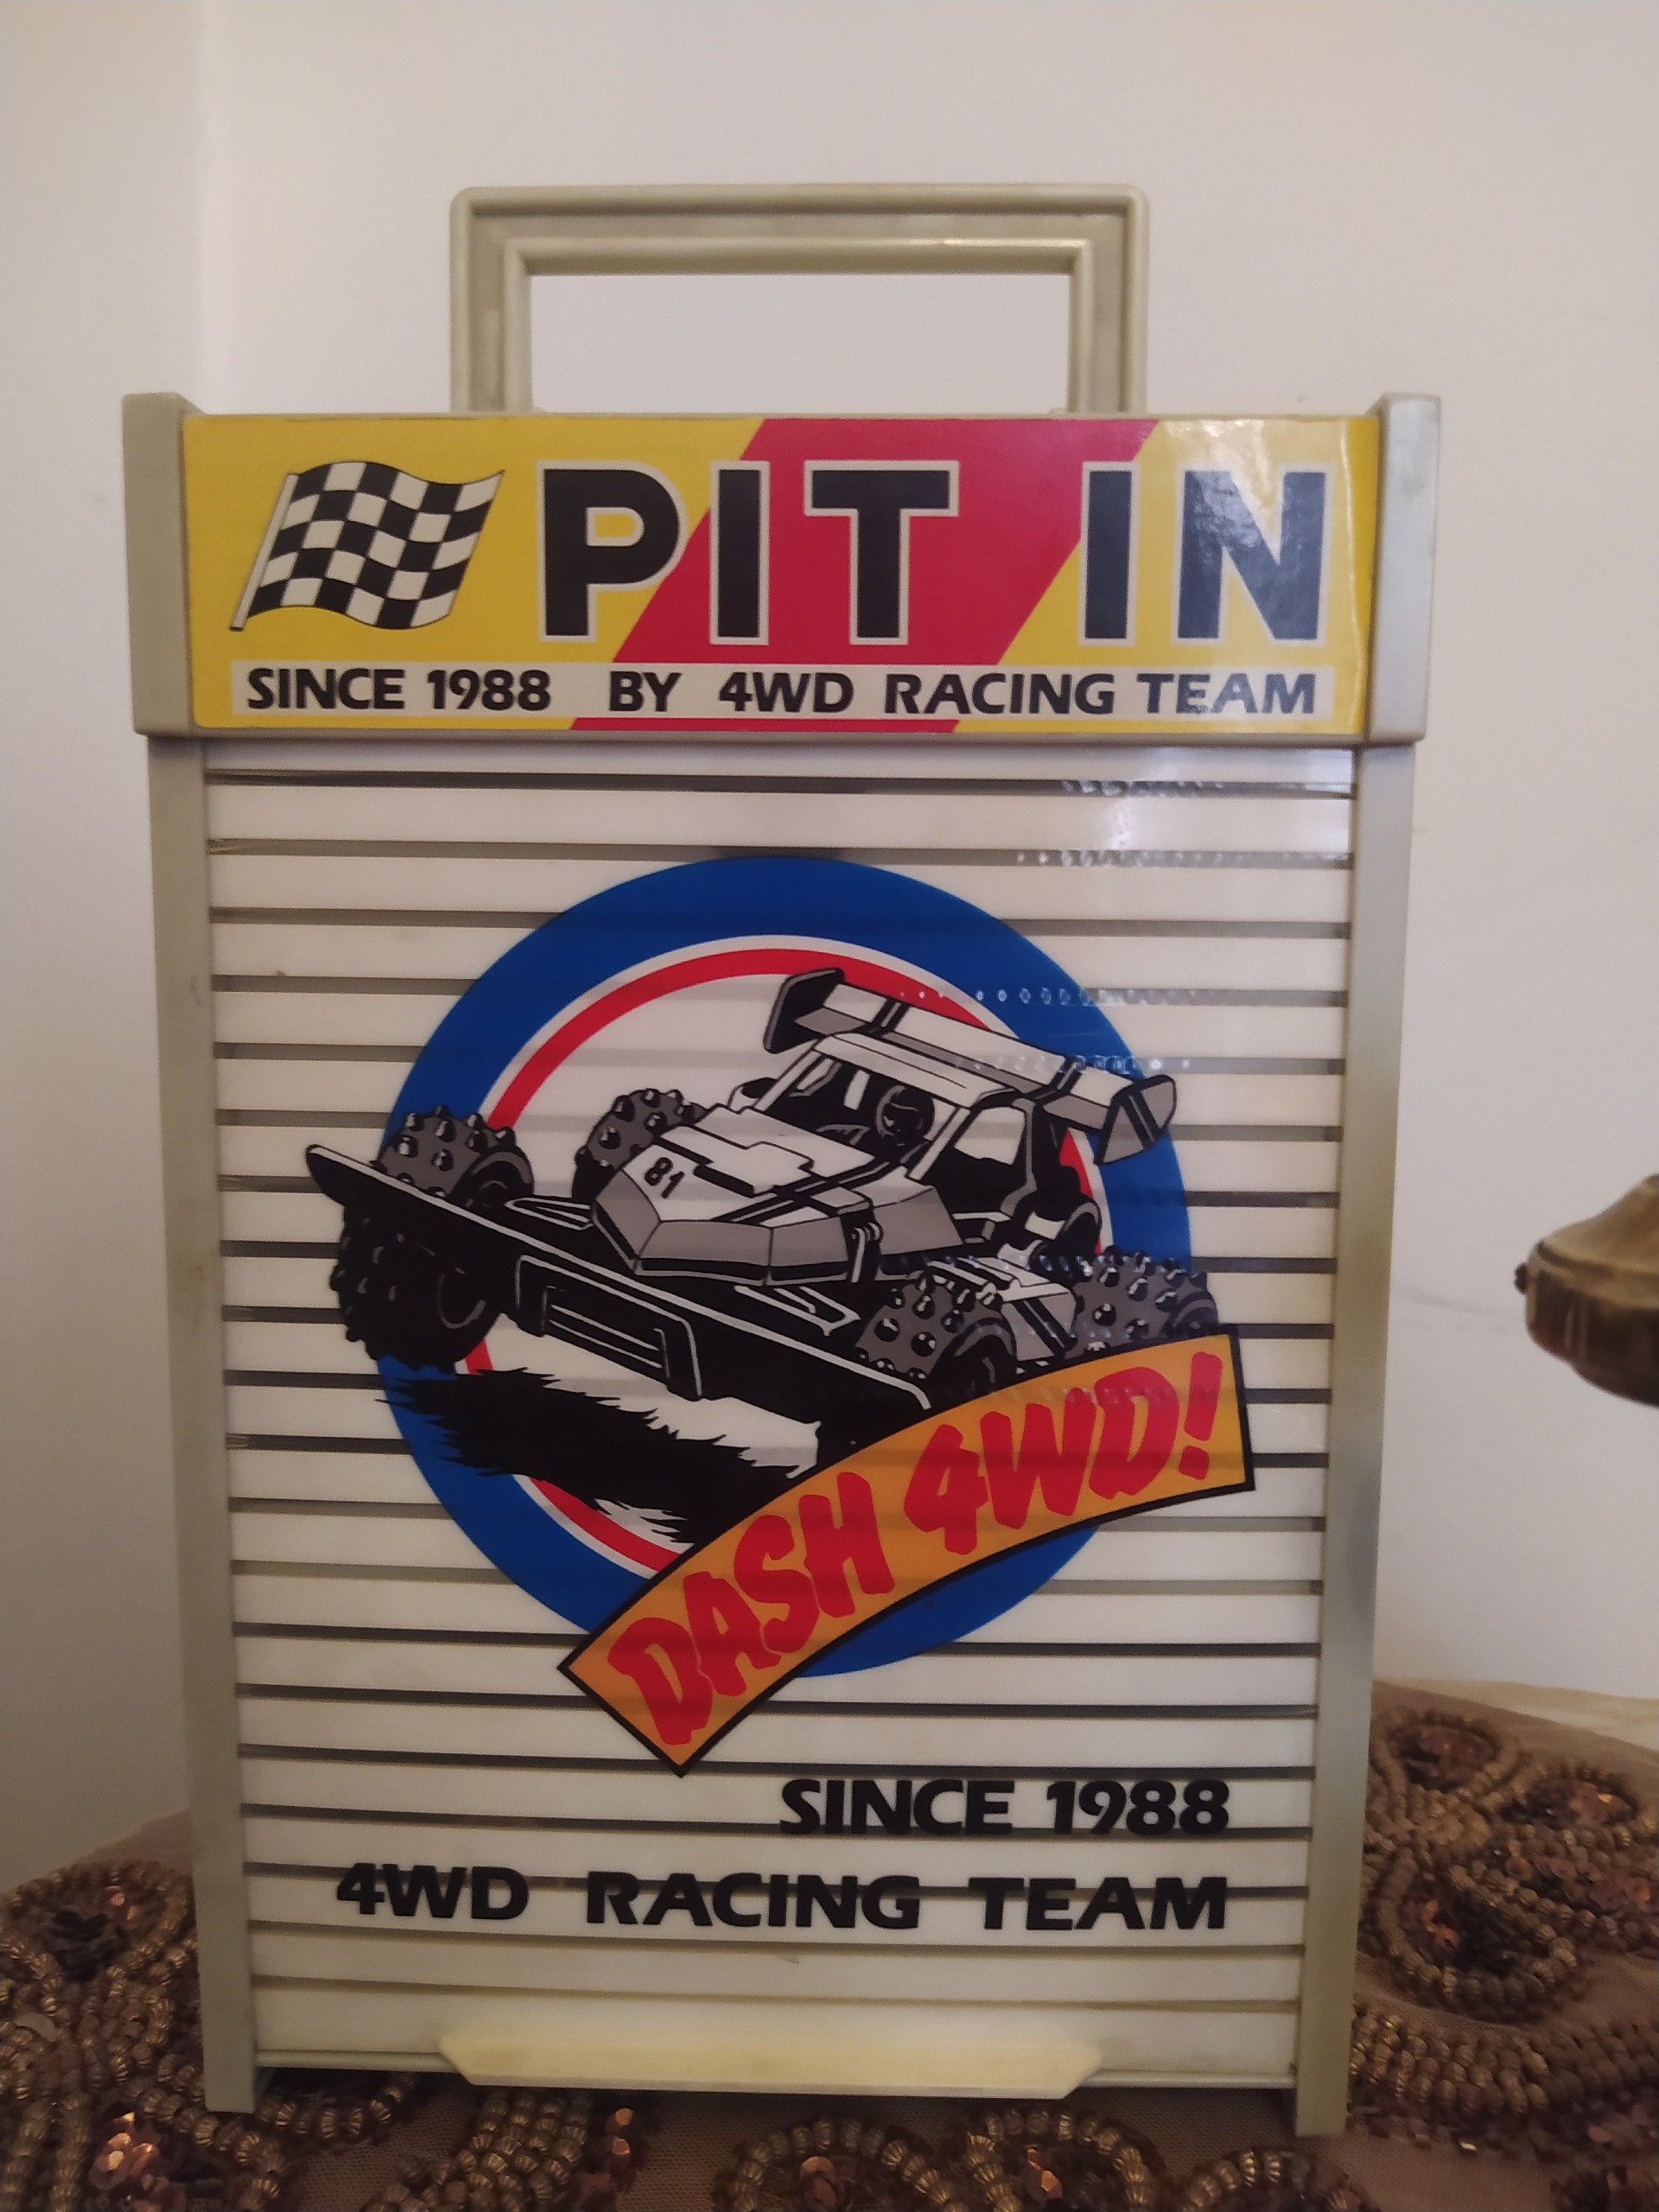 PIT IN
SINCE 1988 BY 4WD RACING TEAM
81
DASH 4WD!
SINCE 1988
4WD RACING TEAM